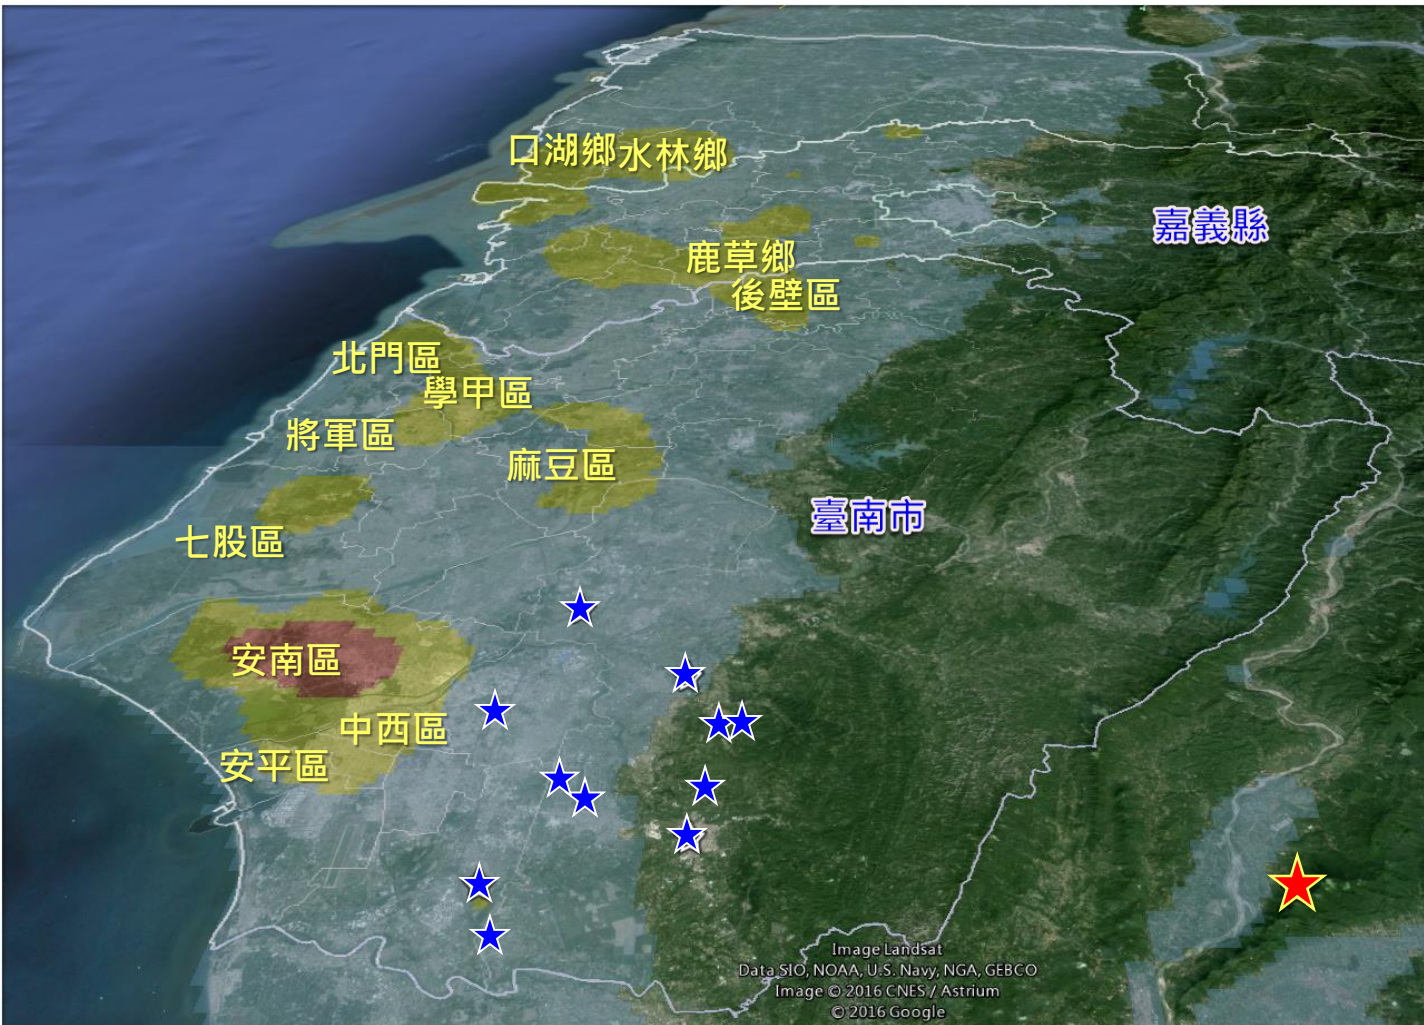 口湖鄉
水林鄉
嘉義縣
鹿草鄉
後壁區
北門區
學甲區
將軍區
麻豆區
臺南市
七股區
安南區
中西區
安平區
Image Landsat
Data SIO, NOAA, U.S. Navy, NGA, GEBCO
Image © 2016 CNES / Astrium
© 2016 Google